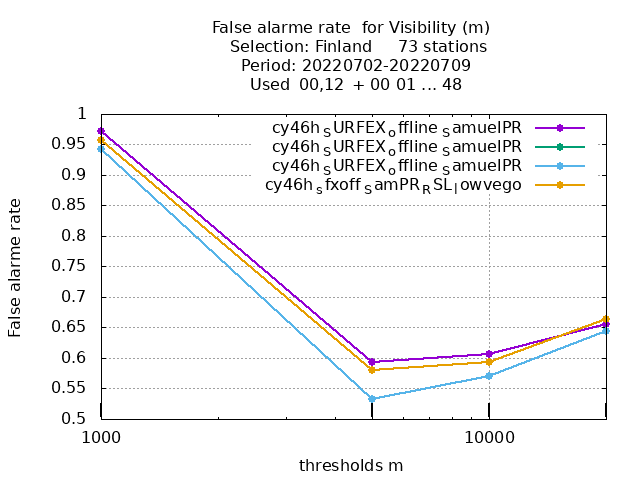 False alarme rate for Visibility (m)
Selection: Finland 73 stations
Period: 20220702-20220709
Used 00,12 + 00 01 ... 48
1
0.95
0.9
0.85
0.8
0.75
0.7
0.65
0.6
0.55
0.5
False alarme rate
cy46h_SURFEX_offline_SamuelPR
cy46h_SURFEX_offline_SamuelPR
cy46h_SURFEX_offline_SamuelPR
cy46h_sfxoff_SamPR_RSL_lowvego
1000
10000
thresholds m